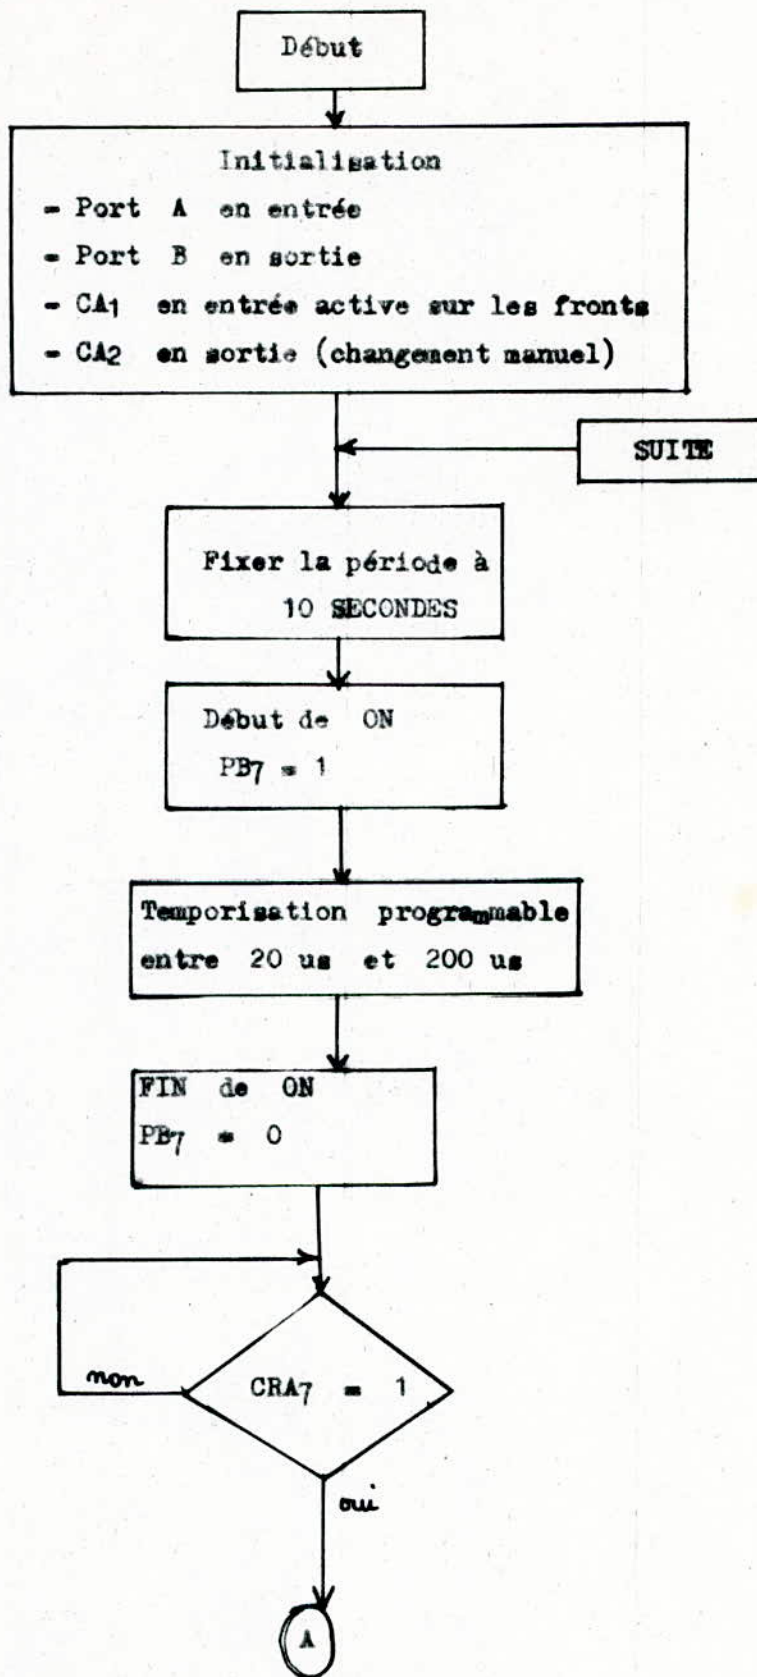 Début
Initialisation
- Port A en entrée
- Port B en sortie
- CA1 en entrée active sur les fronts
- CA2 en sortie (changement manuel)
SUITE
Fixer la période à
10 SECONDES
Début de ON
PB7 = 1
Temporisation programmable
entre 20 us et 200 us
FIN de ON
PB7 = 0
non
CRA7 = 1
oui
A